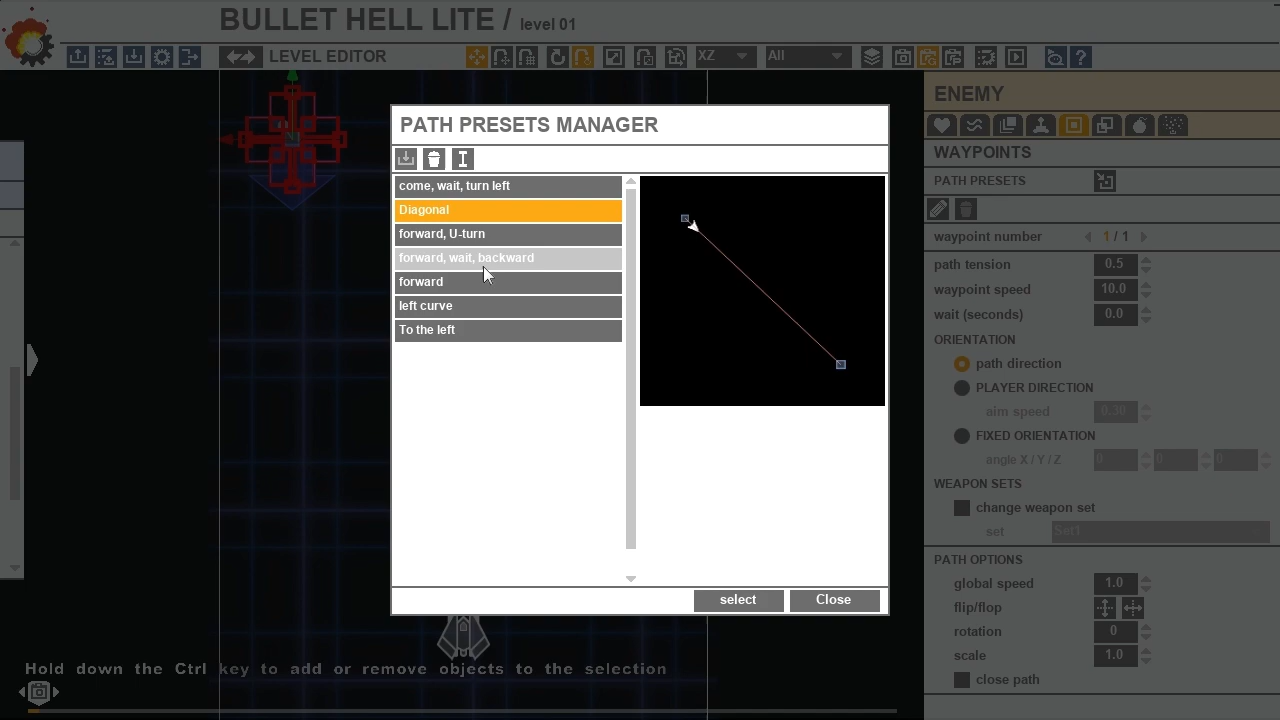 BULLET HELL LITE / level 01
LEVEL EDITOR
XZ
All
?
ENEMY
WAYPOINTS
PATH PRESETS
waypoint number 1 / 1
path tension 0.5
waypoint speed 10.0
wait (seconds) 0.0
ORIENTATION
path direction
PLAYER DIRECTION
aim speed 0.30
FIXED ORIENTATION
angle X / Y / Z 0 0 0
WEAPON SETS
change weapon set
set Set1
PATH OPTIONS
global speed 1.0
flip/flop
rotation 0
scale 1.0
close path
PATH PRESETS MANAGER
come, wait, turn left
Diagonal
forward, U-turn
forward, wait, backward
forward
left curve
To the left
select
Close
Hold down the Ctrl key to add or remove objects to the selection